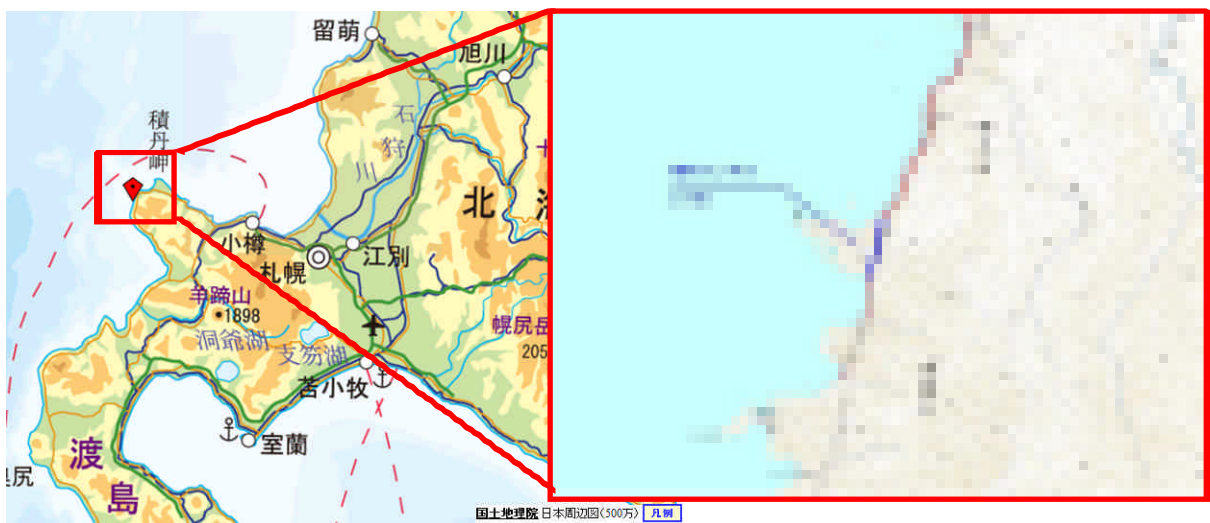 留萌
旭川
積丹岬
石狩川
北
小樽
札幌
江別
羊蹄山
1898
洞爺湖
支笏湖
幌尻岳
205
苫小牧
室蘭
渡島
尻
国土地理院 日本周辺図(500万) 凡例